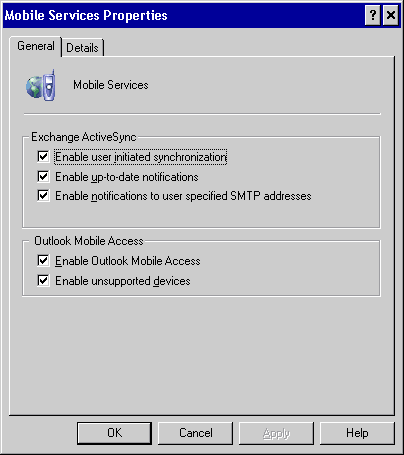 Mobile Services Properties
General Details
Mobile Services
Exchange ActiveSync
Enable user initiated synchronization
Enable up-to-date notifications
Enable notifications to user specified SMTP addresses
Outlook Mobile Access
Enable Outlook Mobile Access
Enable unsupported devices
OK Cancel Apply Help